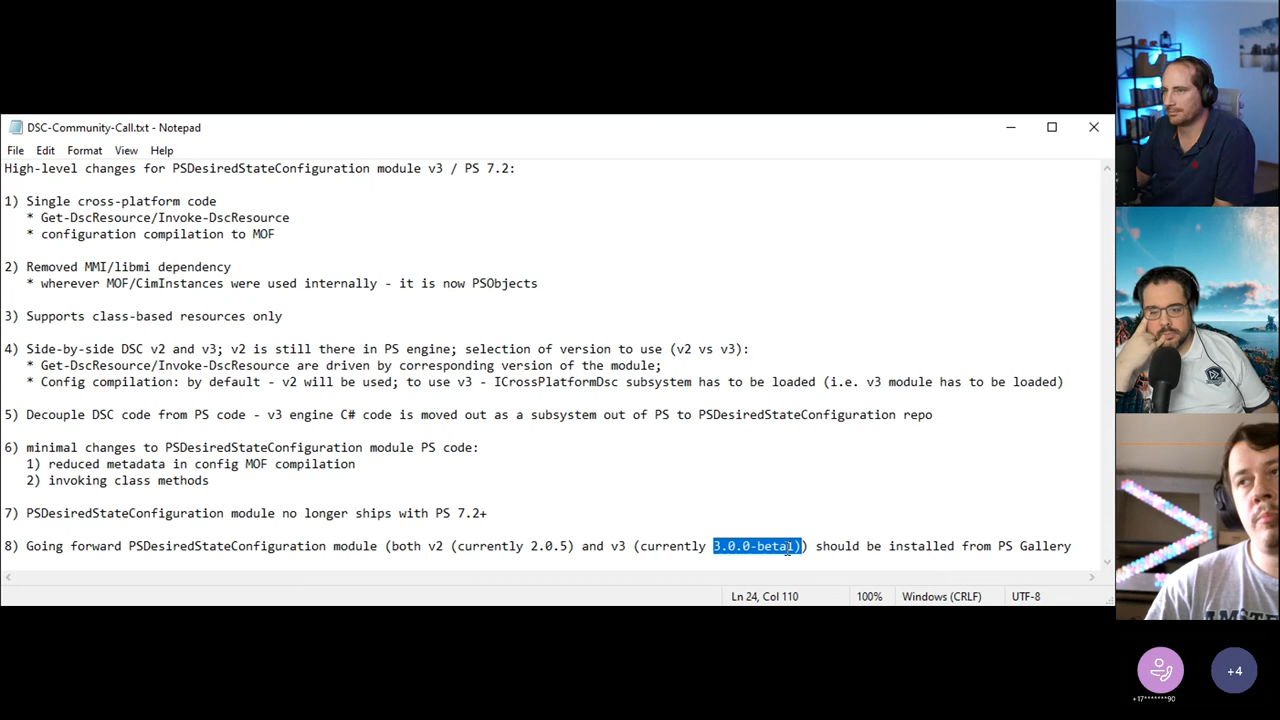 DSC-Community-Call.txt - Notepad
File Edit Format View Help
High-level changes for PSDesiredStateConfiguration module v3 / PS 7.2:
1) Single cross-platform code
* Get-DscResource/Invoke-DscResource
* configuration compilation to MOF
2) Removed MMI/libmi dependency
* wherever MOF/CimInstances were used internally - it is now PSObjects
3) Supports class-based resources only
4) Side-by-side DSC v2 and v3; v2 is still there in PS engine; selection of version to use (v2 vs v3):
* Get-DscResource/Invoke-DscResource are driven by corresponding version of the module;
* Config compilation: by default - v2 will be used; to use v3 - ICrossPlatformDsc subsystem has to be loaded (i.e. v3 module has to be loaded)
5) Decouple DSC code from PS code - v3 engine C# code is moved out as a subsystem out of PS to PSDesiredStateConfiguration repo
6) minimal changes to PSDesiredStateConfiguration module PS code:
1) reduced metadata in config MOF compilation
2) invoking class methods
7) PSDesiredStateConfiguration module no longer ships with PS 7.2+
8) Going forward PSDesiredStateConfiguration module (both v2 (currently 2.0.5) and v3 (currently 3.0.0-beta1)) should be installed from PS Gallery
Ln 24, Col 110 100% Windows (CRLF) UTF-8
+4
+17*******90